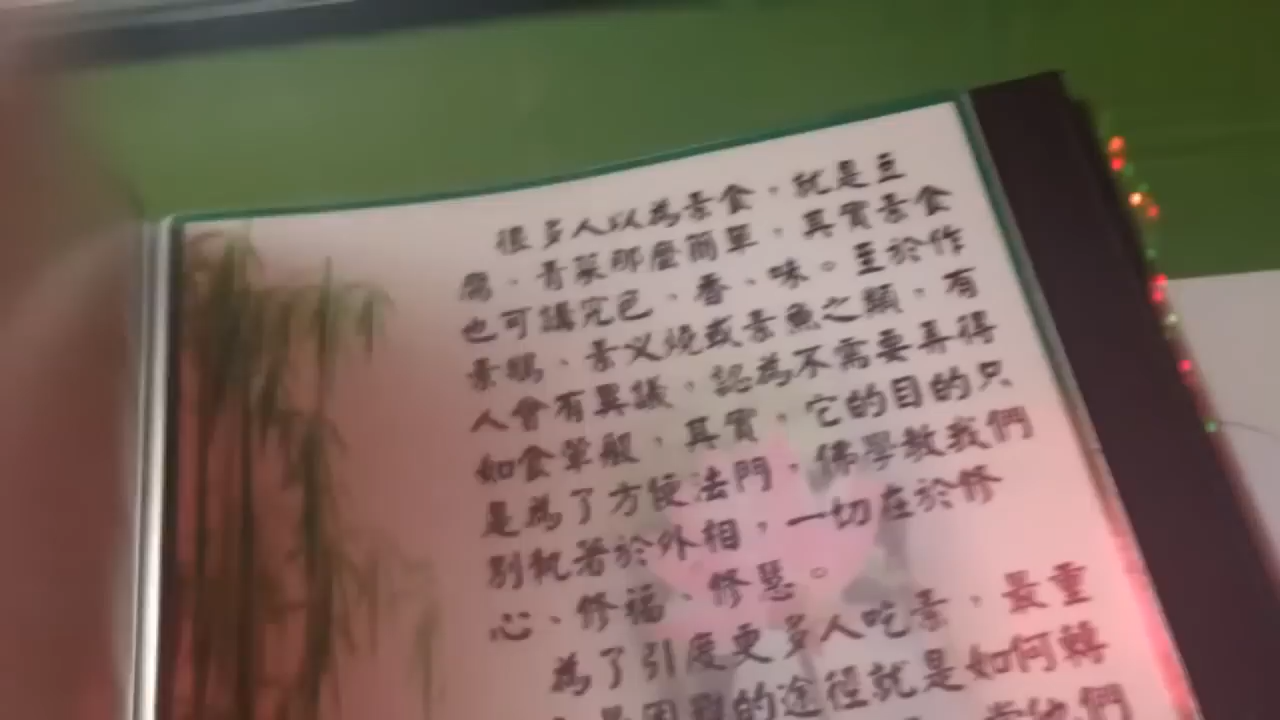 很多人以為素食，就是豆
腐、青菜那麼簡單，其實素食
也可講究色、香、味。至於作
素鵝、素叉燒或素魚之類，有
人會有異議，認為不需要弄得
如食葷般，其實，它的目的只
是為了方便法門，佛學教我們
別執著於外相，一切在於修
心、修福、修慧。
為了引度更多人吃素，最重
的途徑就是如何轉
他們